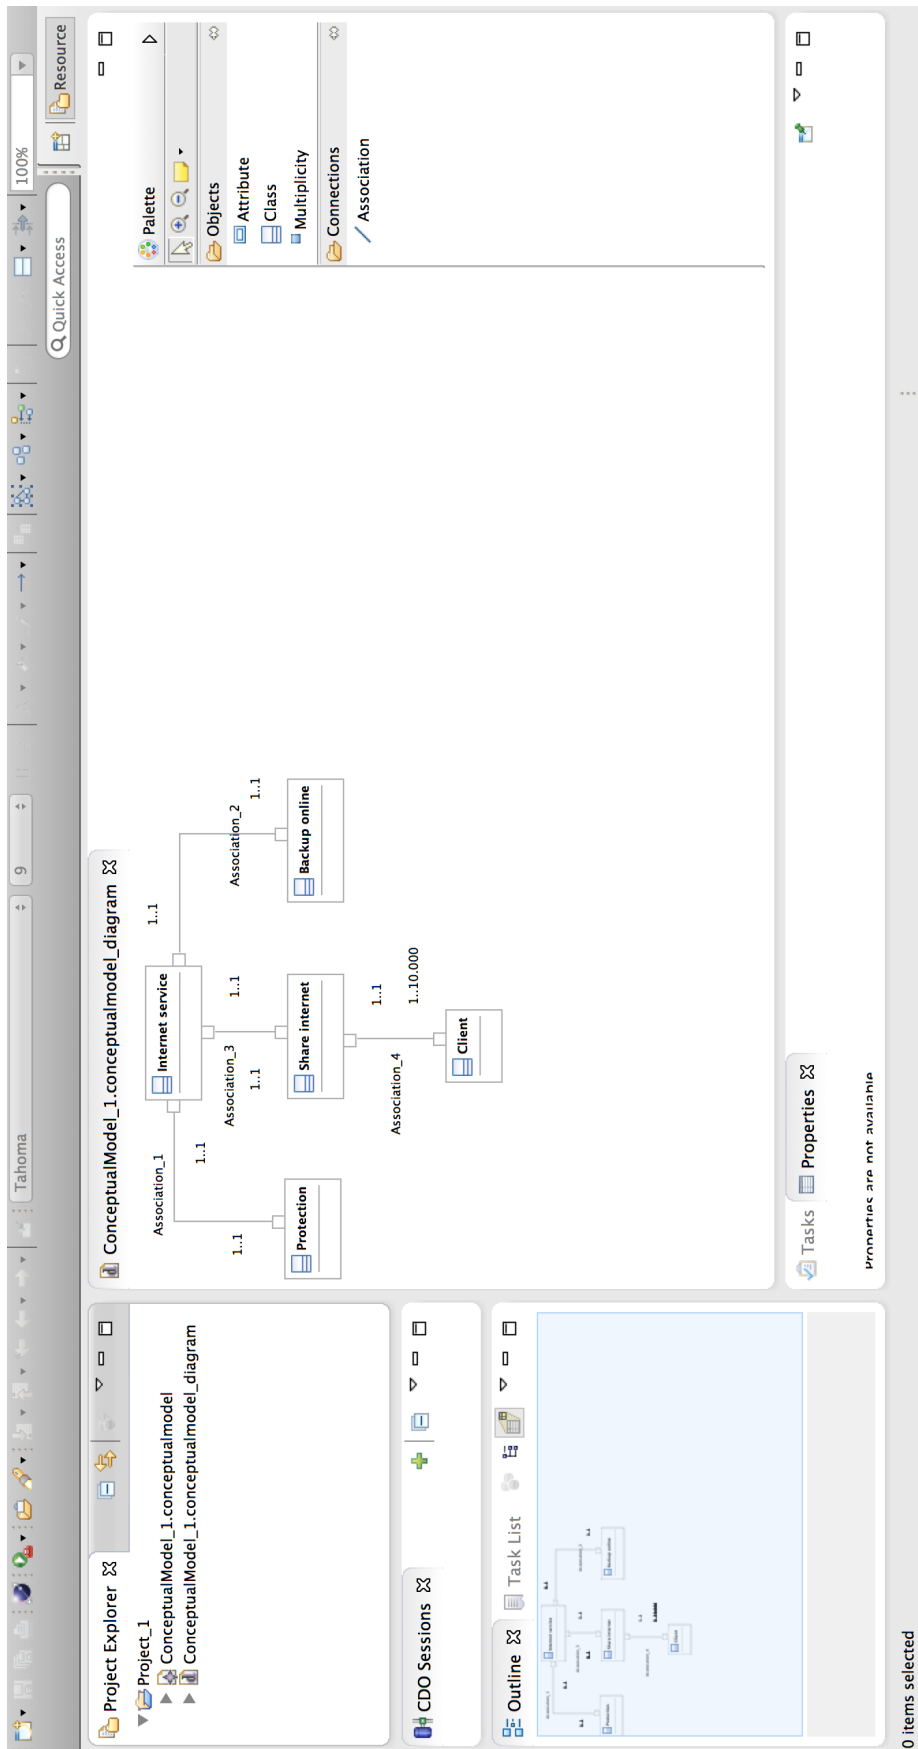 Tahoma
9
100%
Quick Access
Resource
Project Explorer
Project_1
ConceptualModel_1.conceptualmodel
ConceptualModel_1.conceptualmodel_diagram
CDO Sessions
Outline
Task List
ConceptualModel_1.conceptualmodel_diagram
Association_1
1..1
1..1
Protection
Internet service
1..1
Association_2
1..1
Backup online
Association_3
1..1
1..1
Share internet
1..1
Association_4
1..10.000
Client
Palette
Objects
Attribute
Class
Multiplicity
Connections
Association
Tasks
Properties
Properties are not available
0 items selected